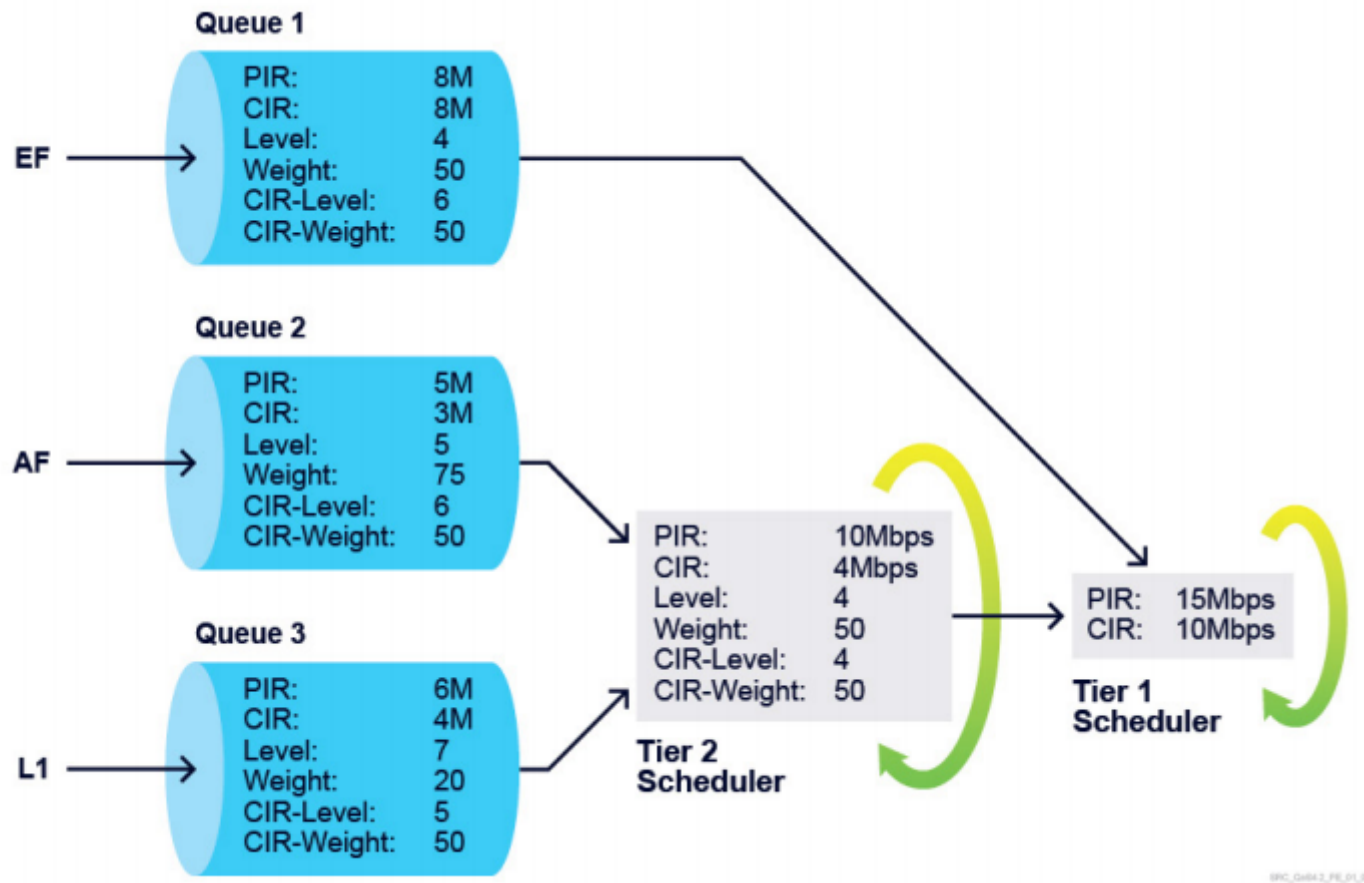 Queue 1
EF
PIR: 8M
CIR: 8M
Level: 4
Weight: 50
CIR-Level: 6
CIR-Weight: 50
Queue 2
AF
PIR: 5M
CIR: 3M
Level: 5
Weight: 75
CIR-Level: 6
CIR-Weight: 50
Queue 3
L1
PIR: 6M
CIR: 4M
Level: 7
Weight: 20
CIR-Level: 5
CIR-Weight: 50
PIR: 10Mbps
CIR: 4Mbps
Level: 4
Weight: 50
CIR-Level: 4
CIR-Weight: 50
Tier 2
Scheduler
PIR: 15Mbps
CIR: 10Mbps
Tier 1
Scheduler